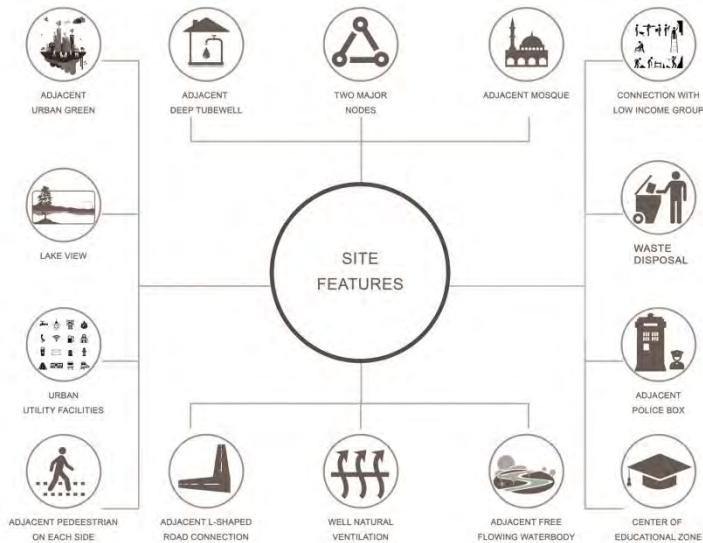 ADJACENT
URBAN GREEN
ADJACENT
DEEP TUBEWELL
TWO MAJOR
NODES
ADJACENT MOSQUE
CONNECTION WITH
LOW INCOME GROUP
LAKE VIEW
SITE
FEATURES
WASTE
DISPOSAL
URBAN
UTILITY FACILITIES
ADJACENT
POLICE BOX
ADJACENT PEDEESTRIAN
ON EACH SIDE
ADJACENT L-SHAPED
ROAD CONNECTION
WELL NATURAL
VENTILATION
ADJACENT FREE
FLOWING WATERBODY
CENTER OF
EDUCATIONAL ZONE